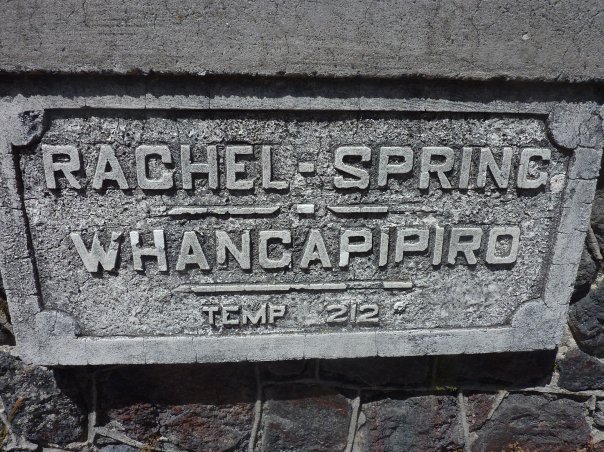 RACHEL-SPRING
WHANGAPIPIRO
TEMP 212°